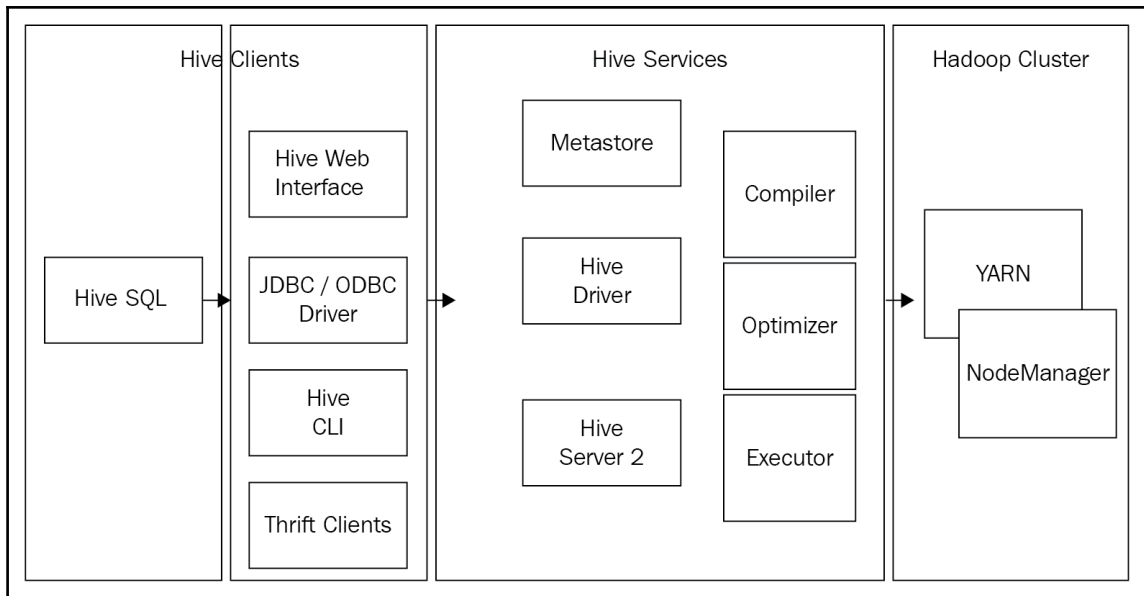 Hive Clients
Hive Services
Hadoop Cluster
Hive SQL
Hive Web
Interface
JDBC / ODBC
Driver
Hive
CLI
Thrift Clients
Metastore
Hive
Driver
Hive
Server 2
Compiler
Optimizer
Executor
YARN
NodeManager